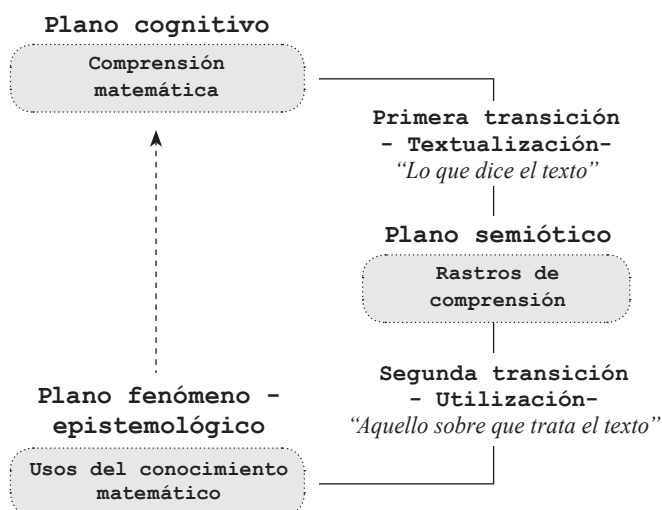 Plano cognitivo
Comprensión
matemática
Primera transición
- Textualización-
“Lo que dice el texto”
Plano semiótico
Rastros de
comprensión
Segunda transición
- Utilización-
“Aquello sobre que trata el texto”
Plano fenómeno -
epistemológico
Usos del conocimiento
matemático